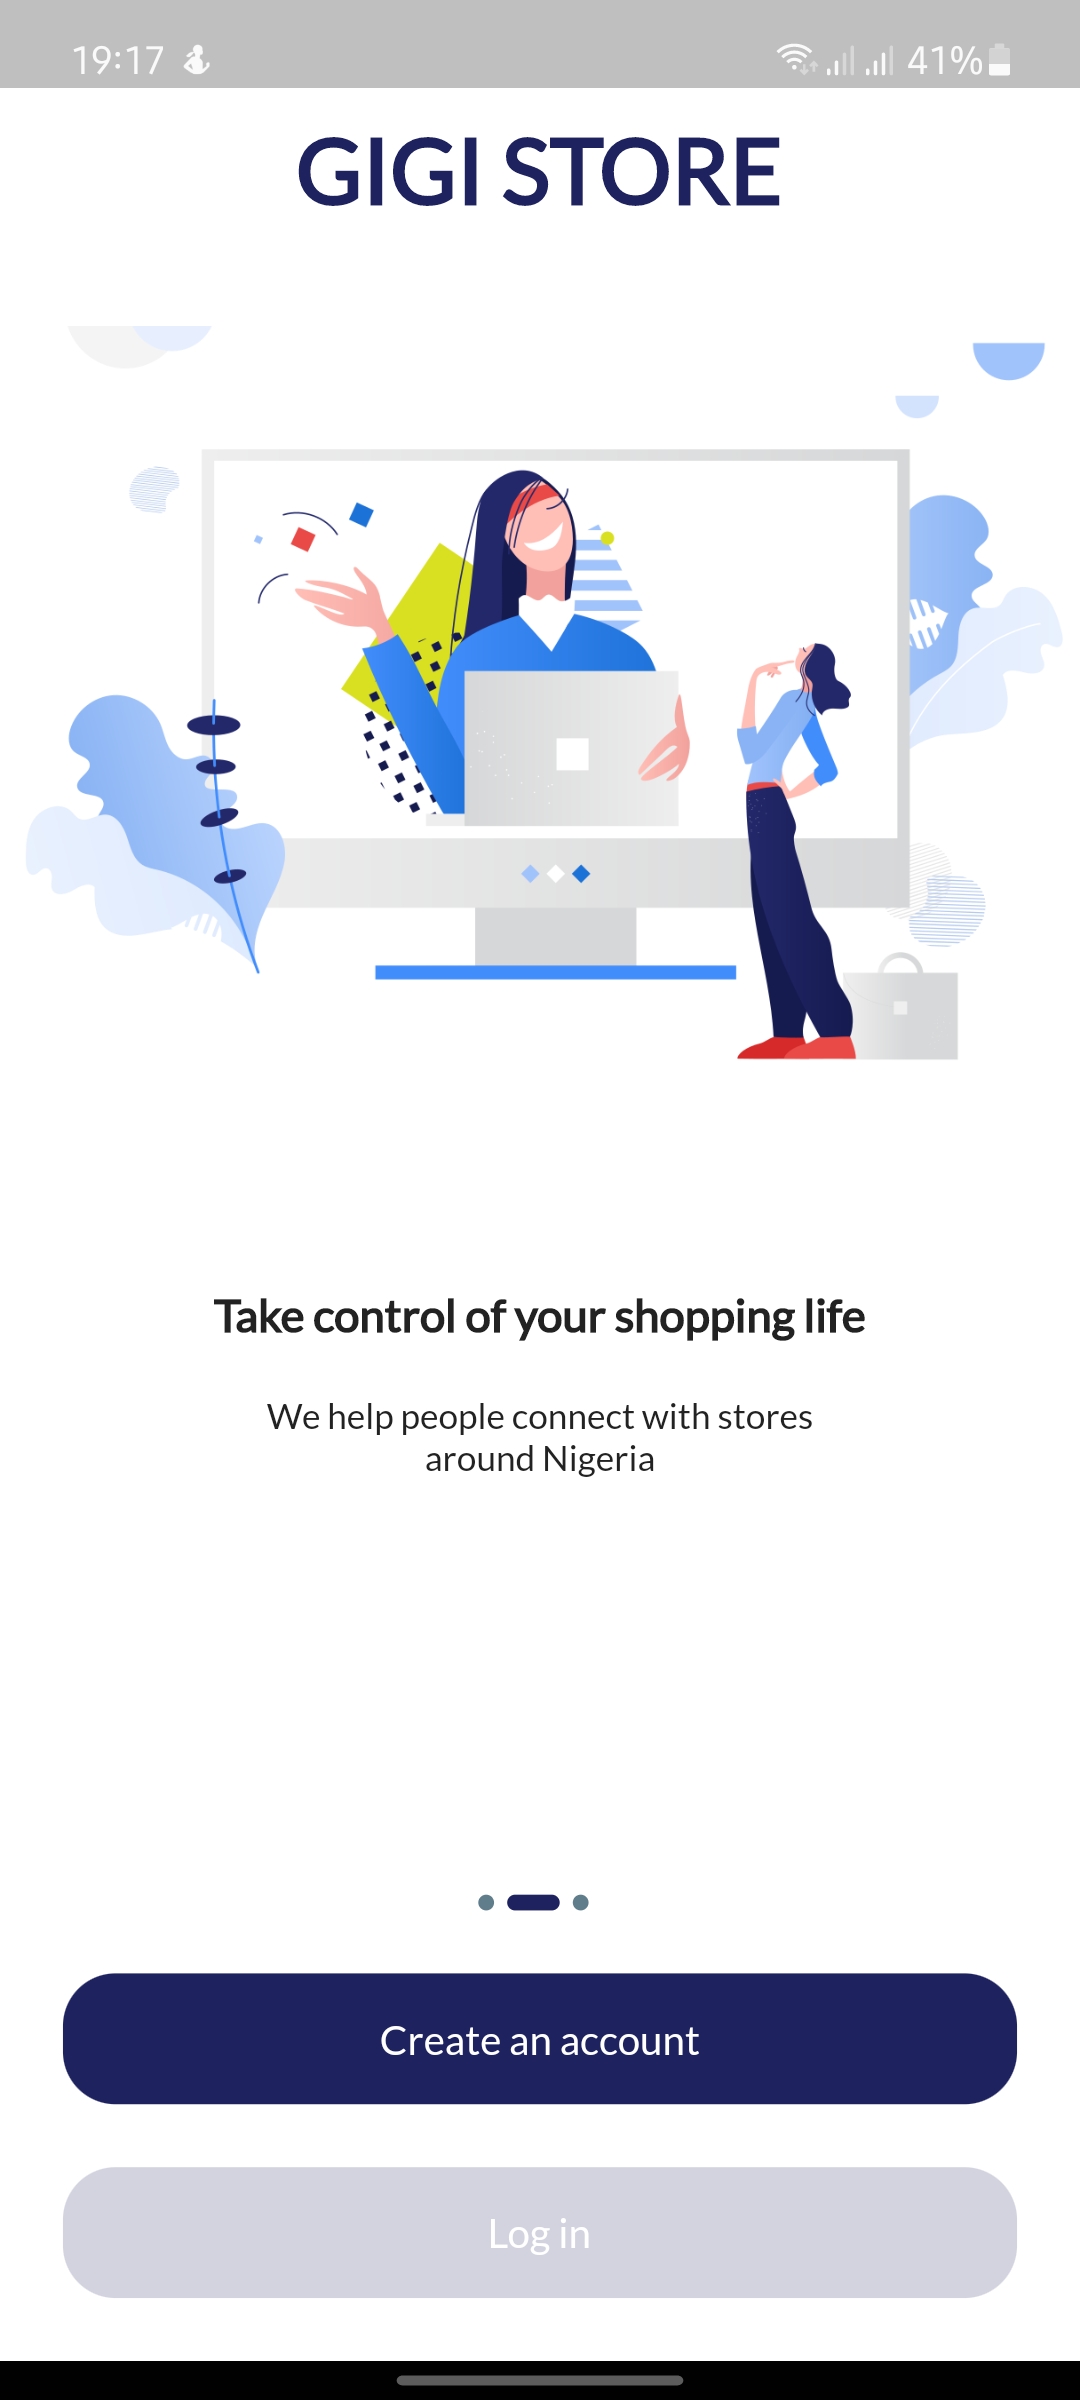 19:17
41%
GIGI STORE
Take control of your shopping life
We help people connect with stores
around Nigeria
Create an account
Log in